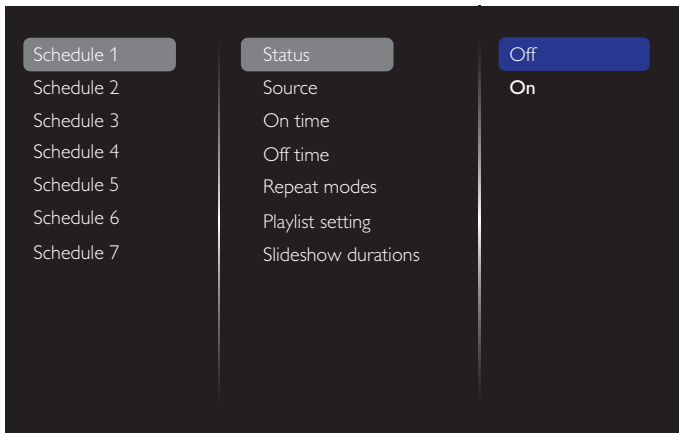 Schedule 1
Schedule 2
Schedule 3
Schedule 4
Schedule 5
Schedule 6
Schedule 7
Status
Source
On time
Off time
Repeat modes
Playlist setting
Slideshow durations
Off
On